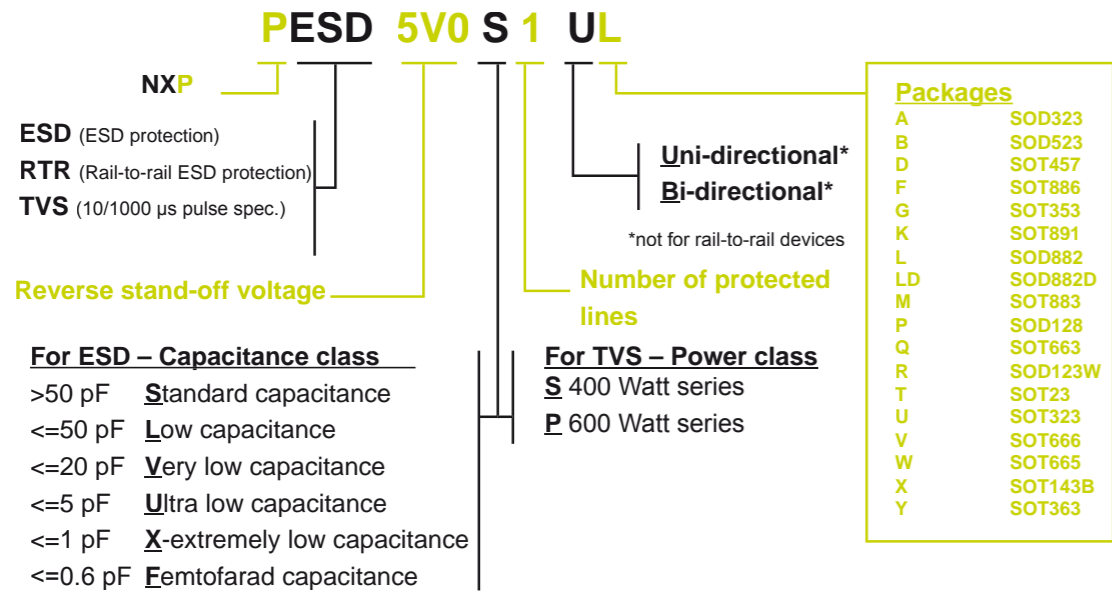 PESD 5V0 S 1 UL
NXP
ESD (ESD protection)
RTR (Rail-to-rail ESD protection)
TVS (10/1000 µs pulse spec.)
Uni-directional*
Bi-directional*
*not for rail-to-rail devices
Reverse stand-off voltage
Number of protected
lines
For ESD – Capacitance class
>50 pF Standard capacitance
<=50 pF Low capacitance
<=20 pF Very low capacitance
<=5 pF Ultra low capacitance
<=1 pF X-extremely low capacitance
<=0.6 pF Femtofarad capacitance
For TVS – Power class
S 400 Watt series
P 600 Watt series
Packages
A SOD323
B SOD523
D SOT457
F SOT886
G SOT353
K SOT891
L SOD882
LD SOD882D
M SOT883
P SOD128
Q SOT663
R SOD123W
T SOT23
U SOT323
V SOT666
W SOT665
X SOT143B
Y SOT363